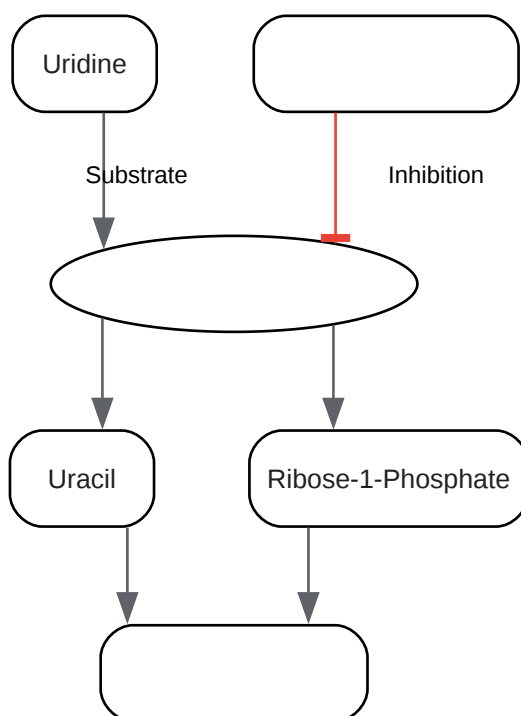 Uridine
Substrate
Inhibition
Uracil
Ribose-1-Phosphate